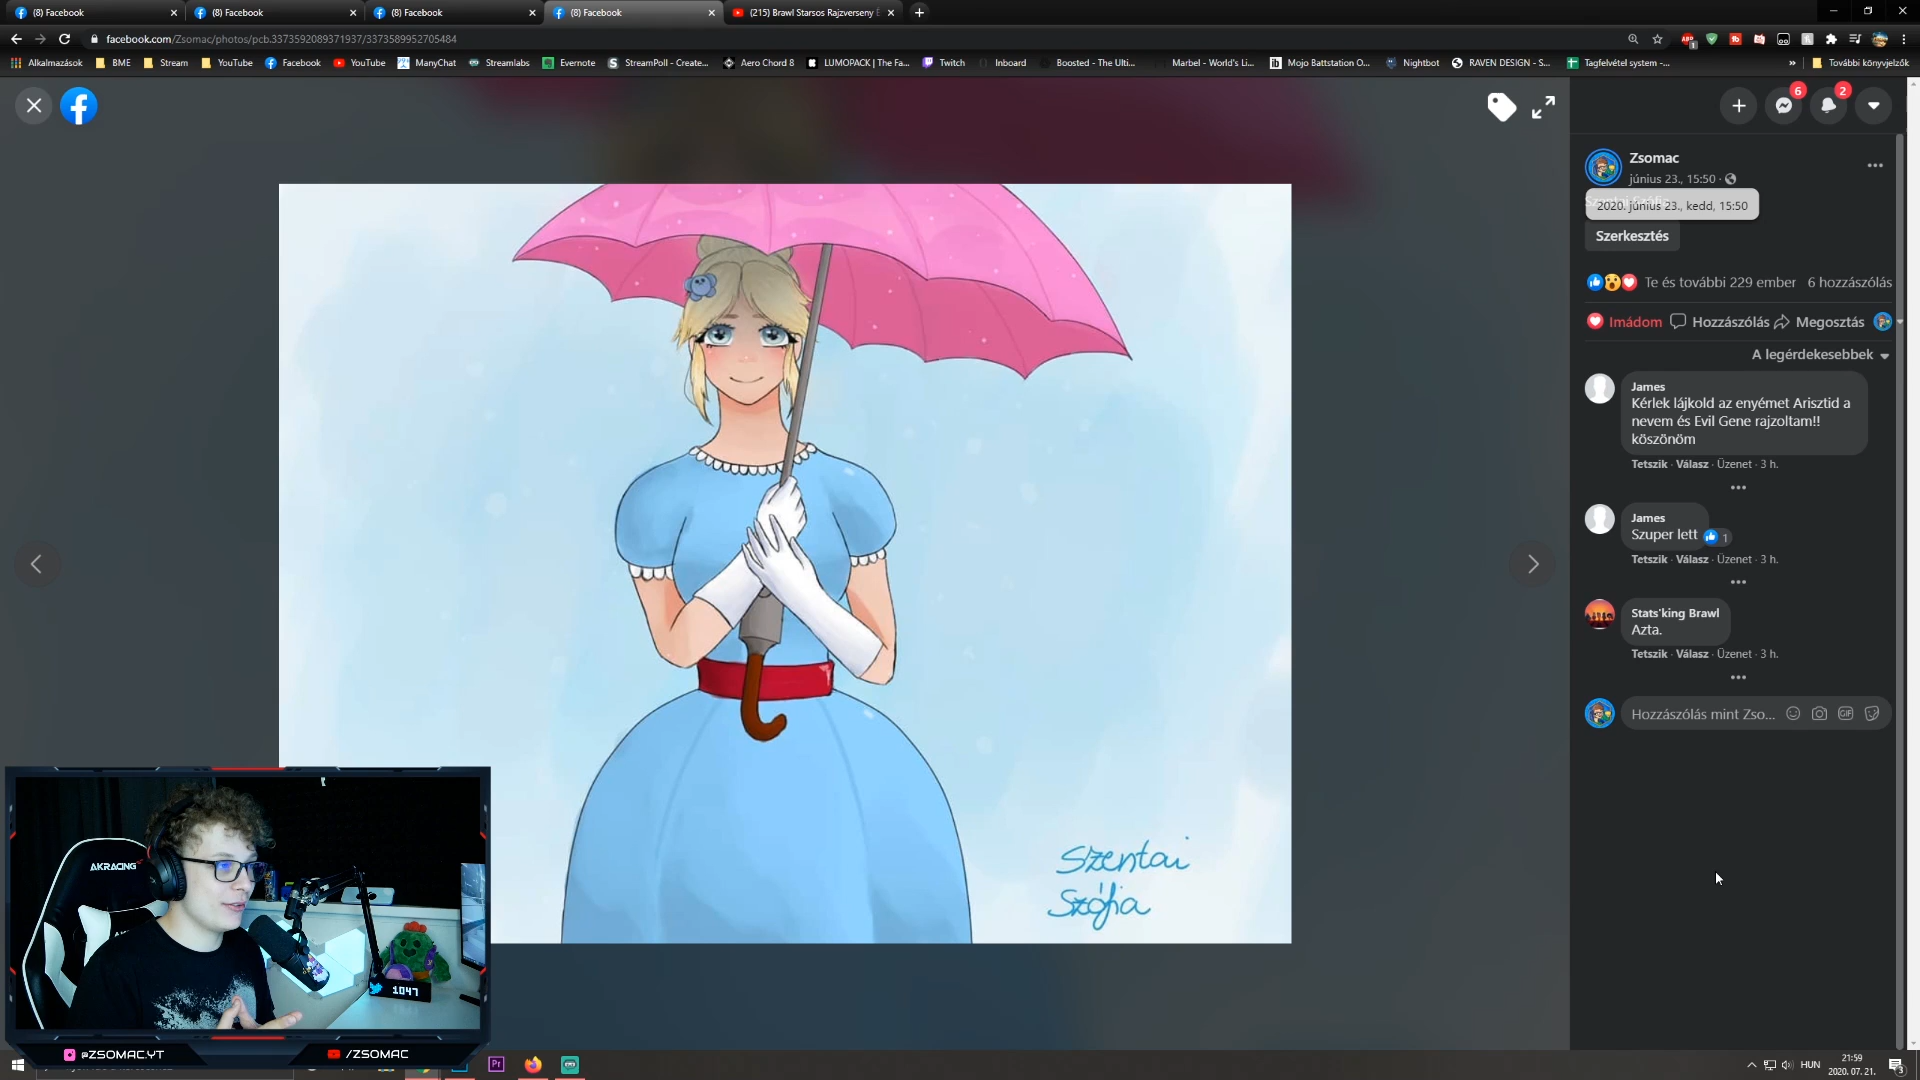 (8) Facebook
(8) Facebook
(8) Facebook
(8) Facebook
(215) Brawl Starsos Rajzverseny
facebook.com/Zsomac/photos/pcb.3373592089371937/3373589952705484
Alkalmazások
BME
Stream
YouTube
Facebook
YouTube
ManyChat
Streamlabs
Evernote
StreamPoll - Create...
Aero Chord 8
LUMOPACK | The Fa...
Twitch
Inboard
Boosted - The Ulti...
Marbel - World's Li...
Mojo Battstation O...
Nightbot
RAVEN DESIGN - S...
Tagfelvétel system -...
»
További könyvjelzők
6
2
Zsomac
június 23., 15:50 ·
2020. június 23., kedd, 15:50
Szerkesztés
Te és további 229 ember
6 hozzászólás
Imádom
Hozzászólás
Megosztás
A legérdekesebbek
James
Kérlek lájkold az enyémet Arisztid a
nevem és Evil Gene rajzoltam!!
köszönöm
Tetszik · Válasz · Üzenet · 3 h.
James
Szuper lett
1
Tetszik · Válasz · Üzenet · 3 h.
Stats'king Brawl
Azta.
Tetszik · Válasz · Üzenet · 3 h.
Hozzászólás mint Zso...
GIF
Szentai
Szófia
AKRACING
1047
@ZSOMAC.YT
/ZSOMAC
Pr
HUN
21:59
2020. 07. 21.
3